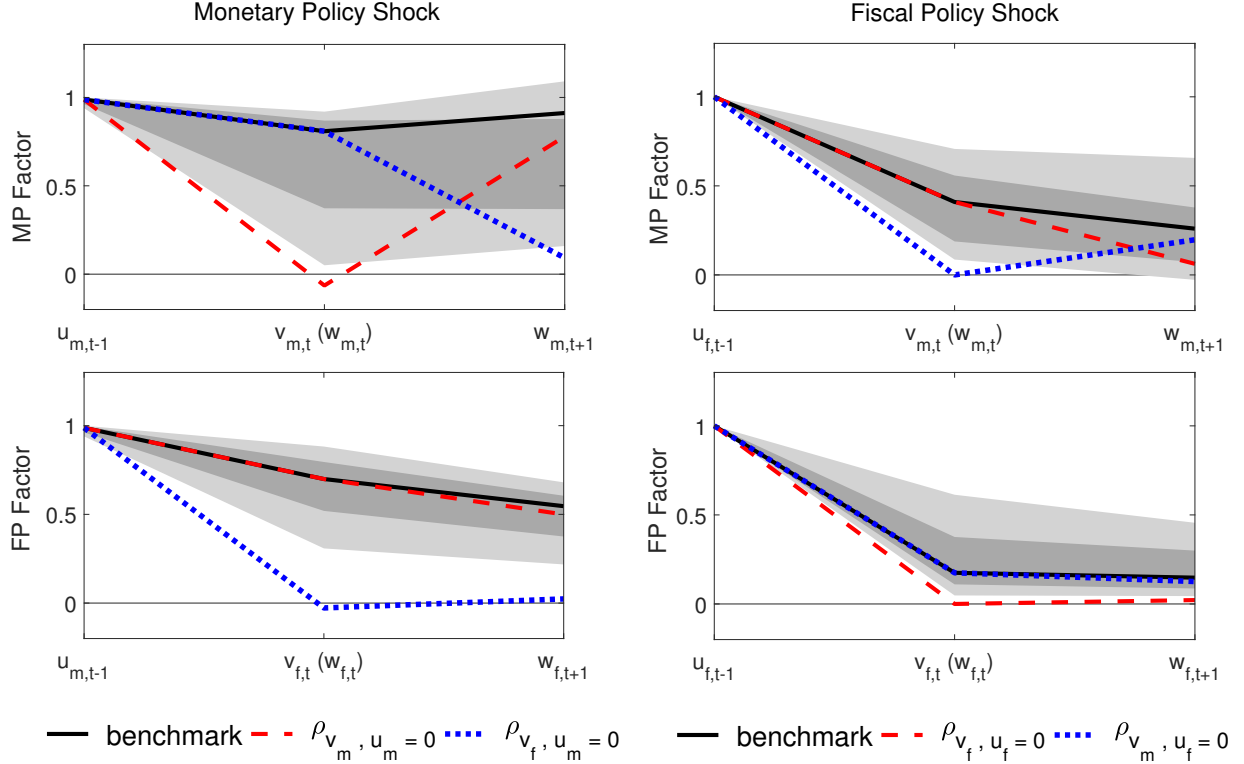 Monetary Policy Shock
Fiscal Policy Shock
MP Factor
1
0.5
0
u_{m,t-1} v_{m,t} (w_{m,t}) w_{m,t+1}
MP Factor
1
0.5
0
u_{f,t-1} v_{m,t} (w_{m,t}) w_{m,t+1}
FP Factor
1
0.5
0
u_{m,t-1} v_{f,t} (w_{f,t}) w_{f,t+1}
FP Factor
1
0.5
0
u_{f,t-1} v_{f,t} (w_{f,t}) w_{f,t+1}
benchmark ρ_{v_m, u_m = 0} ρ_{v_f, u_m = 0}
benchmark ρ_{v_f, u_f = 0} ρ_{v_m, u_f = 0}